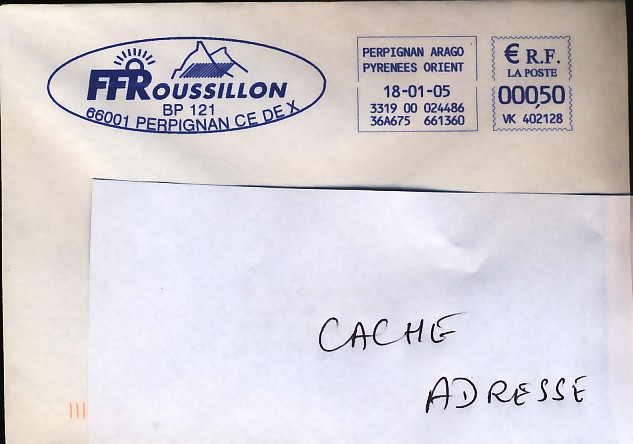 FFROUSSILLON
BP 121
66001 PERPIGNAN CE DE X
PERPIGNAN ARAGO
PYRENEES ORIENT
18-01-05
3319 00 024486
36A675 661360
€ R.F.
LA POSTE
000,50
VK 402128
CACHE
ADRESSE